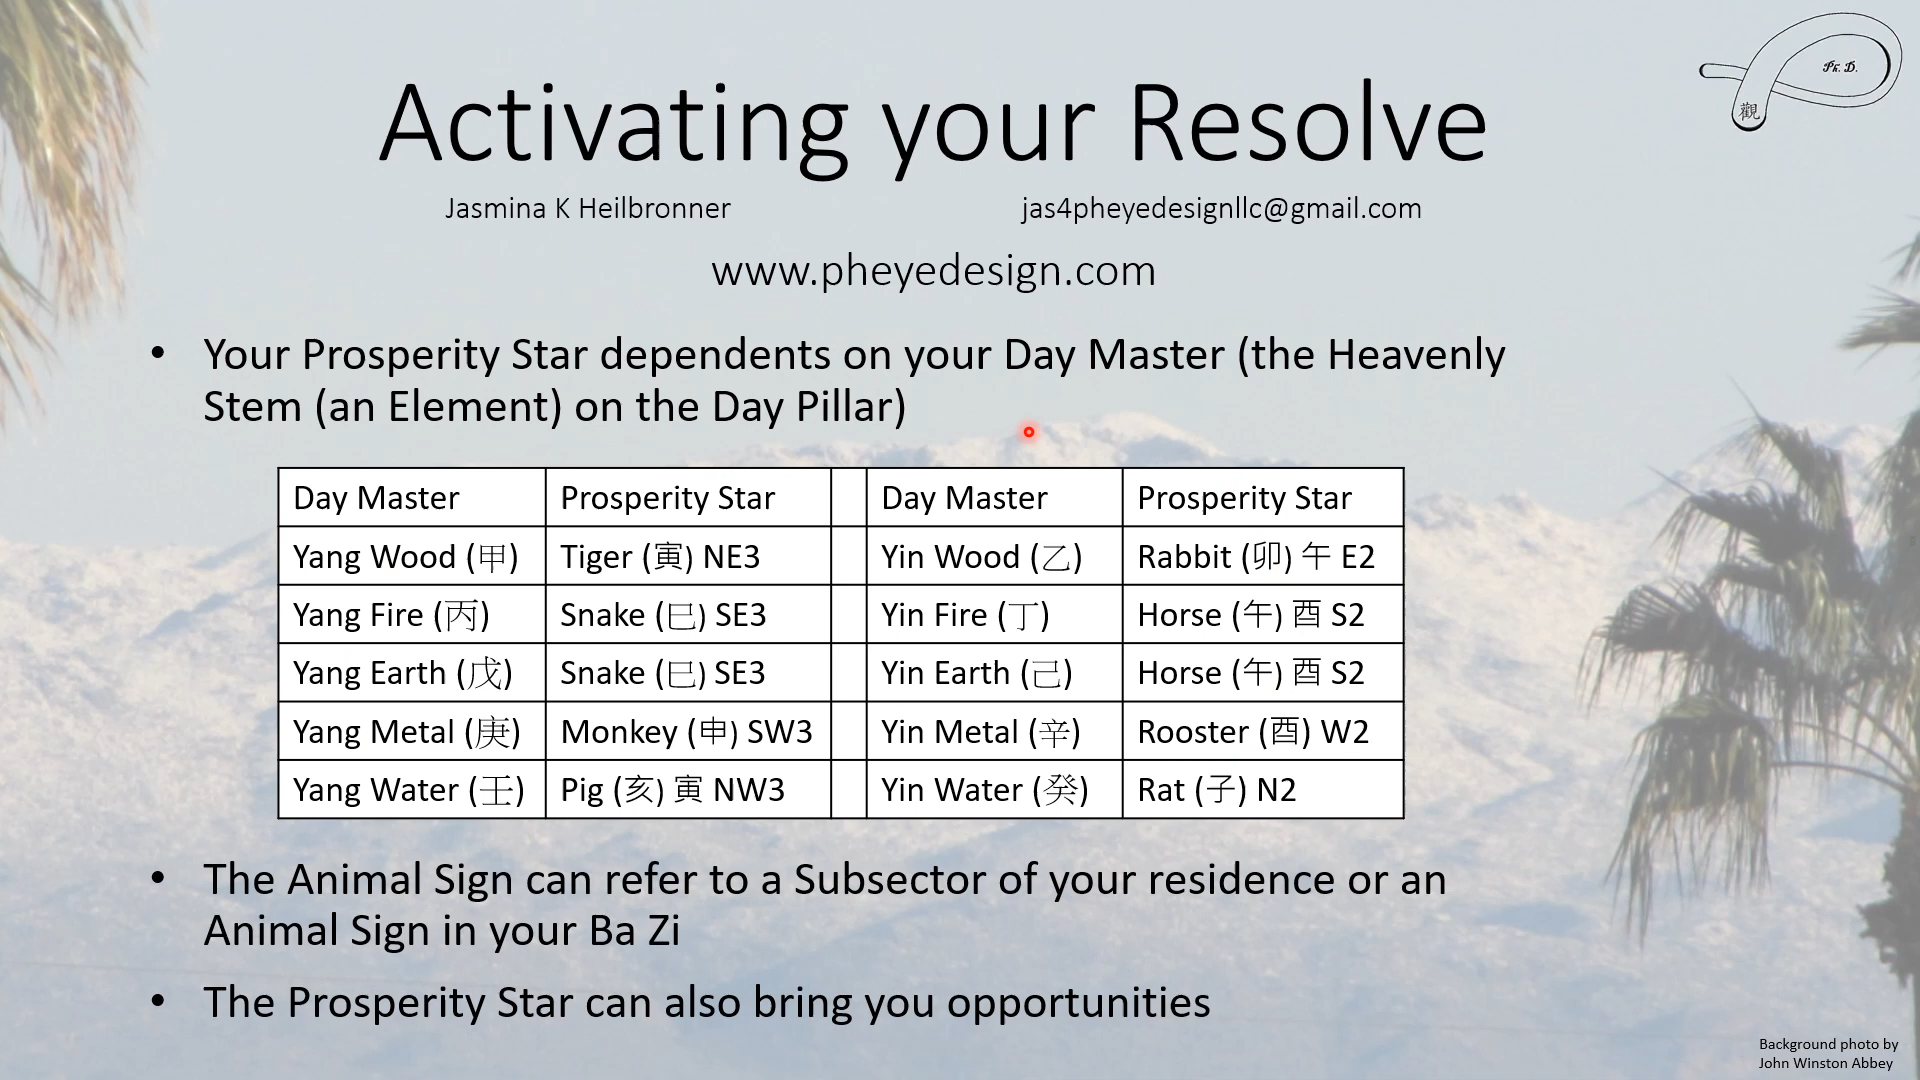 Ph. D.
觀
Activating your Resolve
Jasmina K Heilbronner jas4pheyedesignllc@gmail.com
www.pheyedesign.com
• Your Prosperity Star dependents on your Day Master (the Heavenly
Stem (an Element) on the Day Pillar)
Day Master Prosperity Star Day Master Prosperity Star
Yang Wood (甲) Tiger (寅) NE3 Yin Wood (乙) Rabbit (卯) 午 E2
Yang Fire (丙) Snake (巳) SE3 Yin Fire (丁) Horse (午) 酉 S2
Yang Earth (戊) Snake (巳) SE3 Yin Earth (己) Horse (午) 酉 S2
Yang Metal (庚) Monkey (申) SW3 Yin Metal (辛) Rooster (酉) W2
Yang Water (壬) Pig (亥) 寅 NW3 Yin Water (癸) Rat (子) N2
• The Animal Sign can refer to a Subsector of your residence or an
Animal Sign in your Ba Zi
• The Prosperity Star can also bring you opportunities
Background photo by
John Winston Abbey